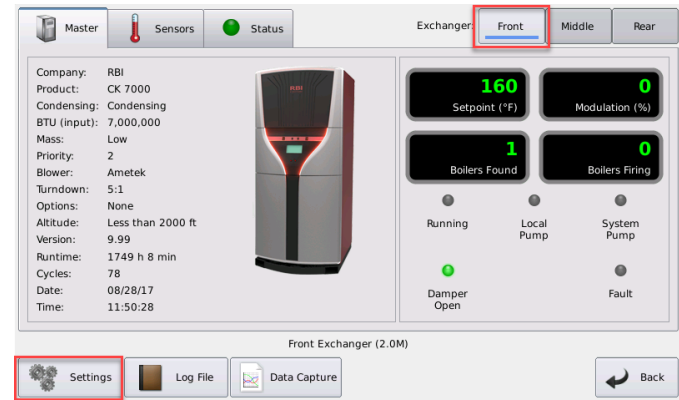 Master
Sensors
Status
Exchanger:
Front
Middle
Rear
Company: RBI
Product: CK 7000
Condensing: Condensing
BTU (input): 7,000,000
Mass: Low
Priority: 2
Blower: Ametek
Turndown: 5:1
Options: None
Altitude: Less than 2000 ft
Version: 9.99
Runtime: 1749 h 8 min
Cycles: 78
Date: 08/28/17
Time: 11:50:28
RBI
160
Setpoint (°F)
0
Modulation (%)
1
Boilers Found
0
Boilers Firing
Running
Local
Pump
System
Pump
Damper
Open
Fault
Front Exchanger (2.0M)
Settings
Log File
Data Capture
Back